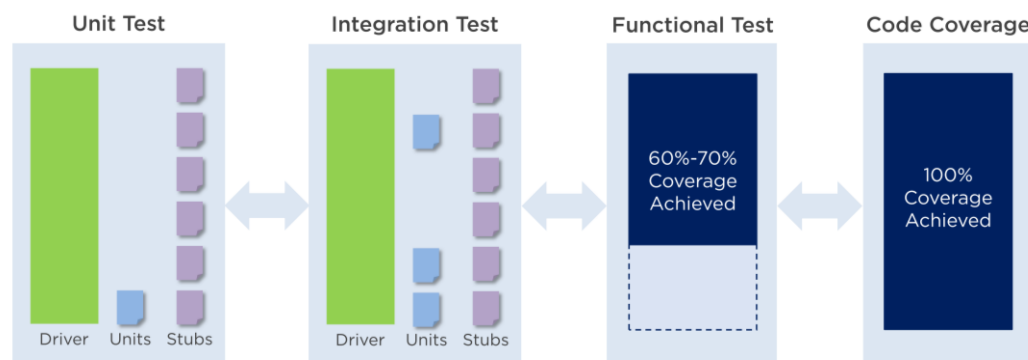 Unit Test
Integration Test
Functional Test
Code Coverage
60%-70%
Coverage
Achieved
100%
Coverage
Achieved
Driver
Units
Stubs
Driver
Units
Stubs